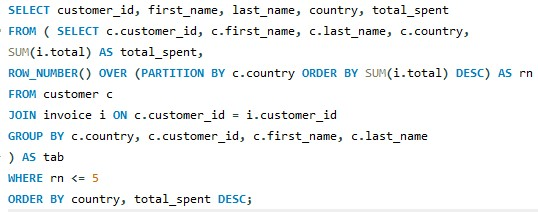 SELECT customer_id, first_name, last_name, country, total_spent
FROM ( SELECT c.customer_id, c.first_name, c.last_name, c.country,
SUM(i.total) AS total_spent,
ROW_NUMBER() OVER (PARTITION BY c.country ORDER BY SUM(i.total) DESC) AS rn
FROM customer c
JOIN invoice i ON c.customer_id = i.customer_id
GROUP BY c.country, c.customer_id, c.first_name, c.last_name
) AS tab
WHERE rn <= 5
ORDER BY country, total_spent DESC;